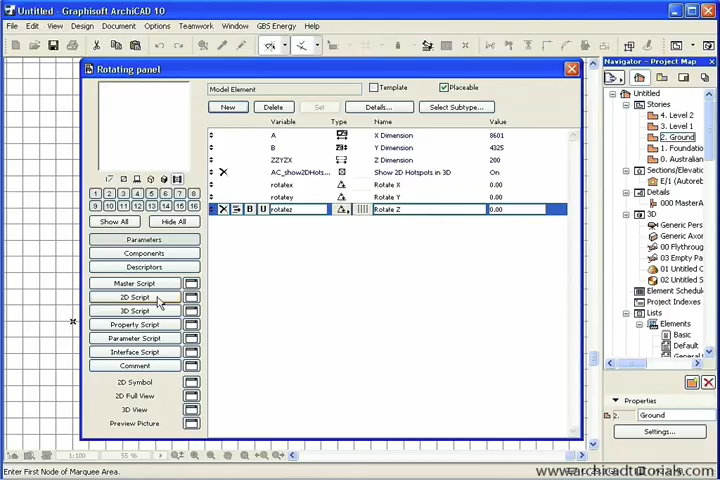 Untitled - Graphisoft ArchiCAD 10
File Edit View Design Document Options Teamwork Window GBS Energy Help
Rotating panel
Model Element
Template
Placeable
New
Delete
Set
Details...
Select Subtype...
Variable Type Name Value
A X Dimension 8601
B Y Dimension 4325
ZZYZX Z Dimension 200
AC_show2DHots... Show 2D Hotspots in 3D On
rotatex Rotate X 0.00
rotatey Rotate Y 0.00
B U rotatez Rotate Z 0.00
1 2 3 4 5 6 7 8
9 10 11 12 13 14 15 16
Show All
Hide All
Parameters
Components
Descriptors
Master Script
2D Script
3D Script
Property Script
Parameter Script
Interface Script
Comment
2D Symbol
2D Full View
3D View
Preview Picture
Navigator - Project Map
Untitled
Stories
4. Level 2
3. Level 1
2. Ground
1. Foundatio
0. Australian
Sections/Elevatio
E/1 (Autoreb
Details
000 MasterA
3D
Generic Pers
Generic Axon
00 Flythroug
03 Empty Pa
01 Untitled C
02 Untitled S
Element Schedule
Project Indexes
Lists
Elements
Basic
Default
Properties
2. Ground
Settings...
1:100
55 %
Enter First Node of Marquee Area.
www.archicadtutorials.com